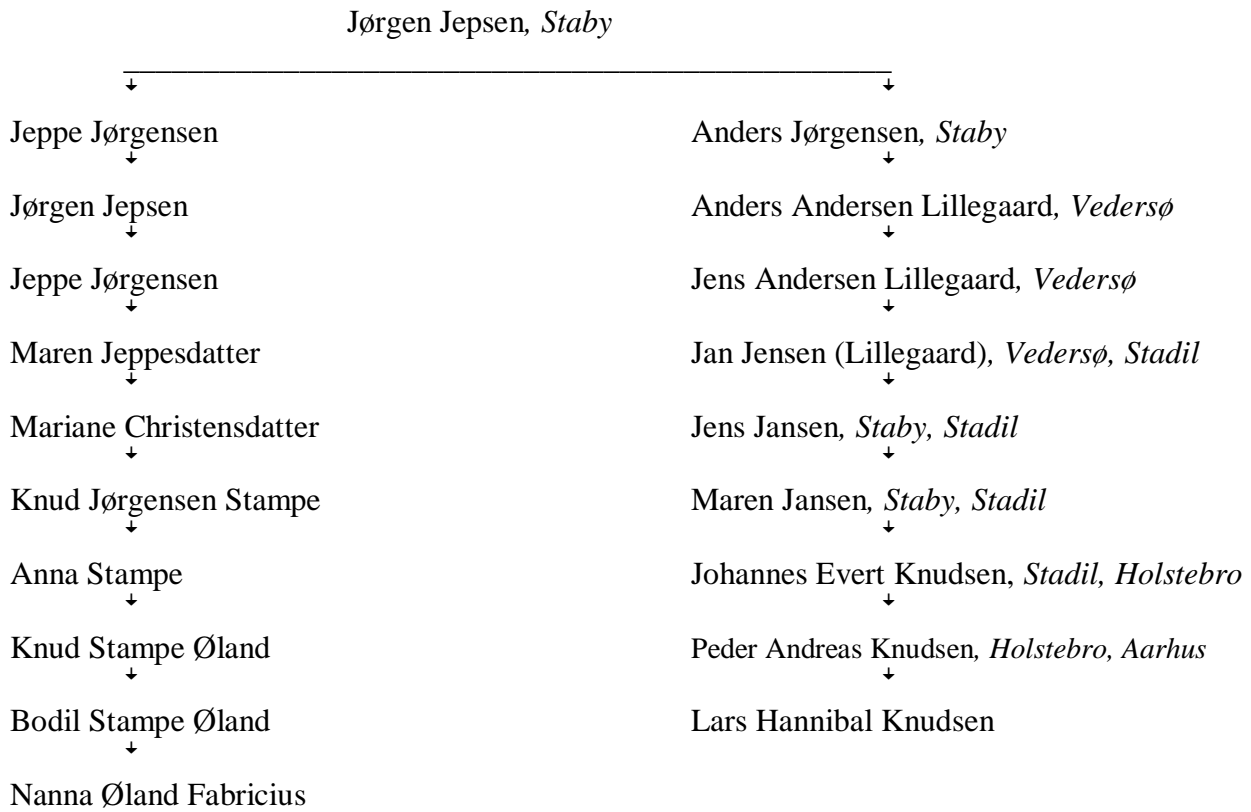 Jørgen Jepsen, Staby
Jeppe Jørgensen Anders Jørgensen, Staby
Jørgen Jepsen Anders Andersen Lillegaard, Vedersø
Jeppe Jørgensen Jens Andersen Lillegaard, Vedersø
Maren Jeppesdatter Jan Jensen (Lillegaard), Vedersø, Stadil
Mariane Christensdatter Jens Jansen, Staby, Stadil
Knud Jørgensen Stampe Maren Jansen, Staby, Stadil
Anna Stampe Johannes Evert Knudsen, Stadil, Holstebro
Knud Stampe Øland Peder Andreas Knudsen, Holstebro, Aarhus
Bodil Stampe Øland Lars Hannibal Knudsen
Nanna Øland Fabricius